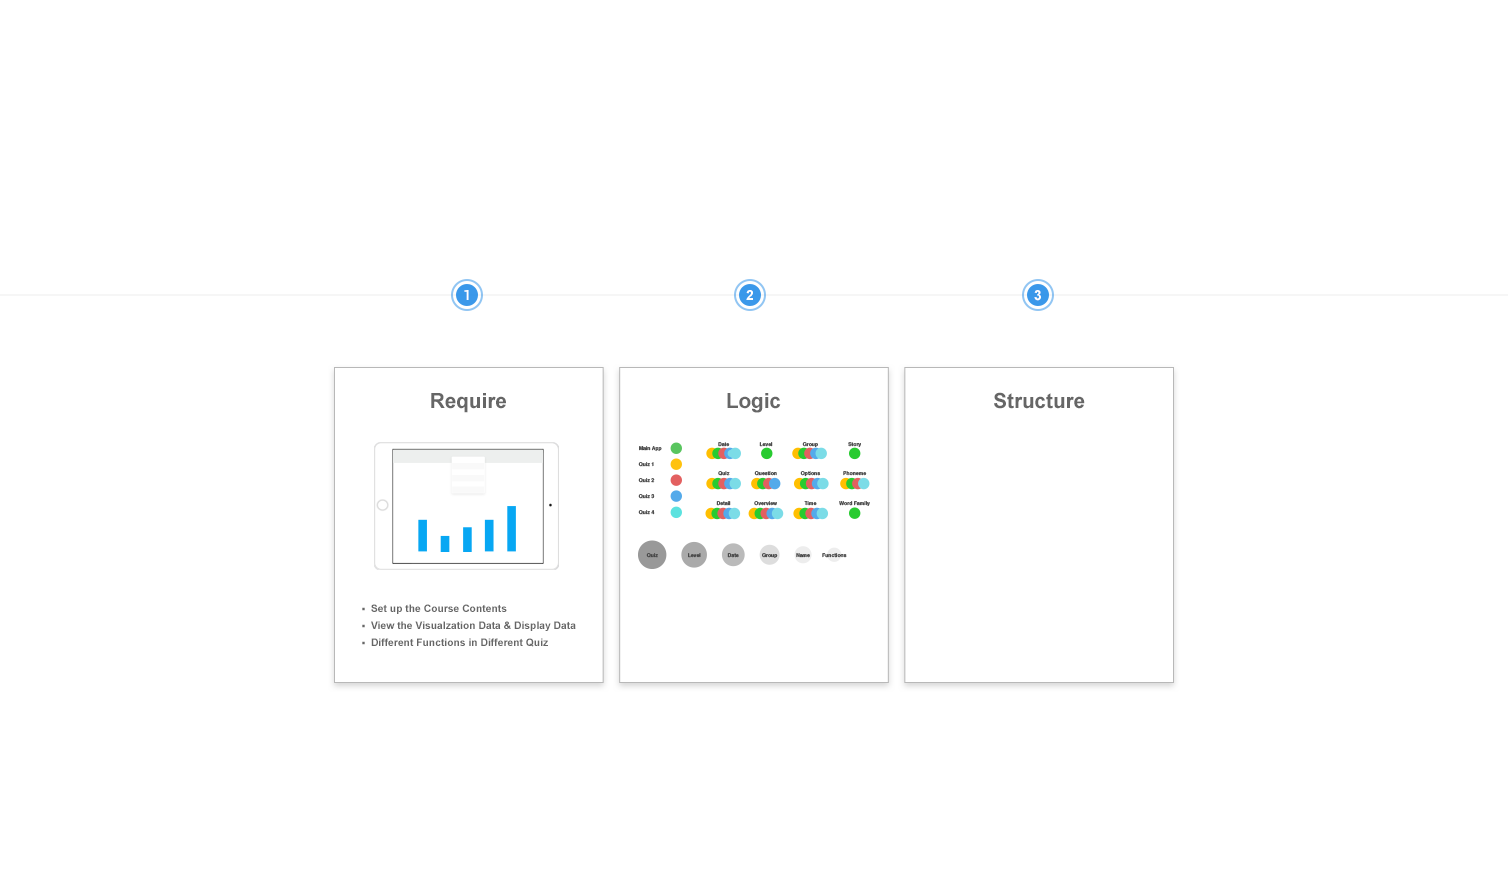 1
2
3
Require
Set up the Course Contents
View the Visualzation Data & Display Data
Different Functions in Different Quiz
Logic
Main App
Quiz 1
Quiz 2
Quiz 3
Quiz 4
Date Level Group Story
Quiz Question Options Phoneme
Detail Overview Time Word Family
Quiz Level Date Group Name Functions
Structure